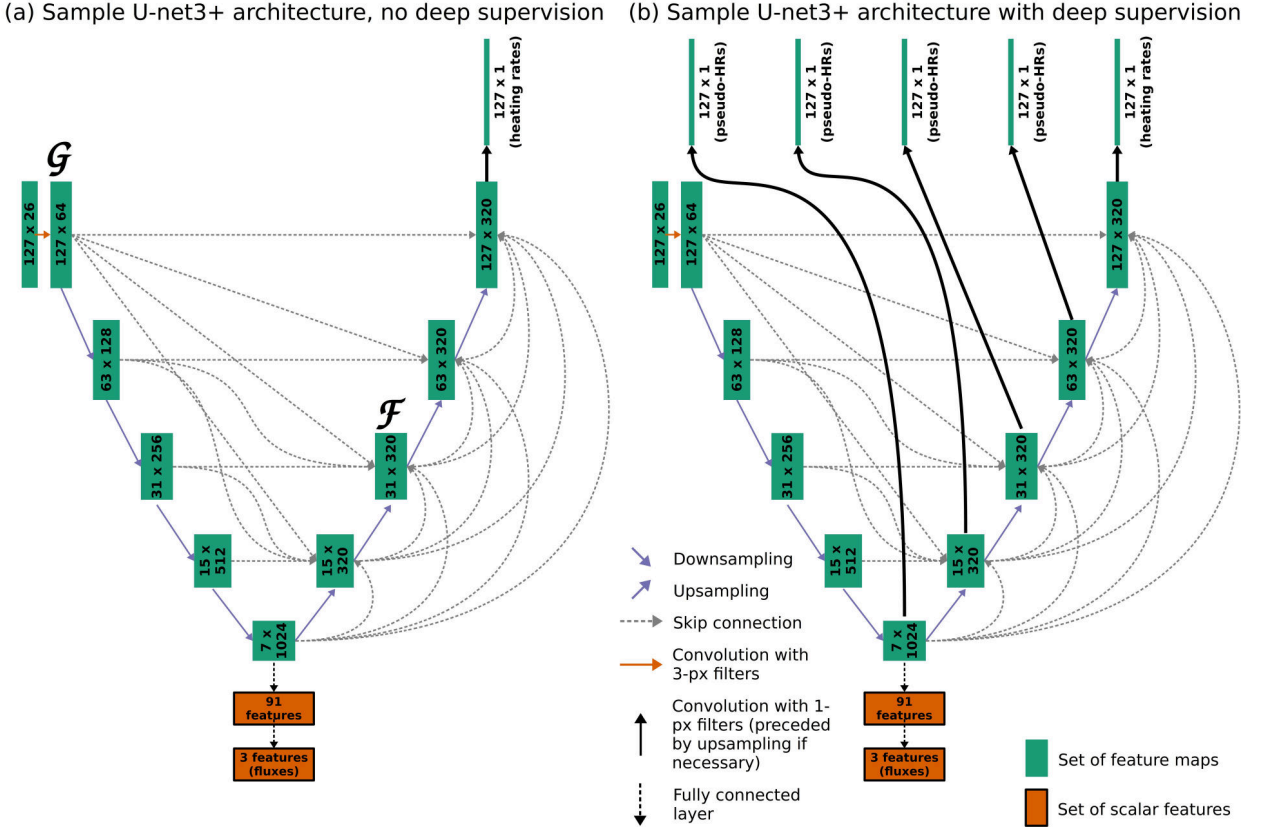 (a) Sample U-net3+ architecture, no deep supervision
127 x 1
(heating rates)
G
127 x 26
127 x 64
127 x 320
63 x 128
63 x 320
F
31 x 256
31 x 320
15 x
512
15 x
320
7 x
1024
91
features
3 features
(fluxes)
(b) Sample U-net3+ architecture with deep supervision
127 x 1
(pseudo-HRs)
127 x 1
(pseudo-HRs)
127 x 1
(pseudo-HRs)
127 x 1
(pseudo-HRs)
127 x 1
(heating rates)
127 x 26
127 x 64
127 x 320
63 x 128
63 x 320
31 x 256
31 x 320
15 x
512
15 x
320
7 x
1024
91
features
3 features
(fluxes)
Downsampling
Upsampling
Skip connection
Convolution with
3-px filters
Convolution with 1-
px filters (preceded
by upsampling if
necessary)
Fully connected
layer
Set of feature maps
Set of scalar features